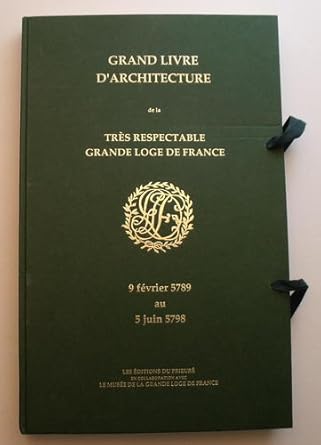 GRAND LIVRE
D'ARCHITECTURE
de la
TRÈS RESPECTABLE
GRANDE LOGE DE FRANCE
9 février 5789
au
5 juin 5798
LES ÉDITIONS DU PRIEURÉ
EN COLLABORATION AVEC
LE MUSÉE DE LA GRANDE LOGE DE FRANCE